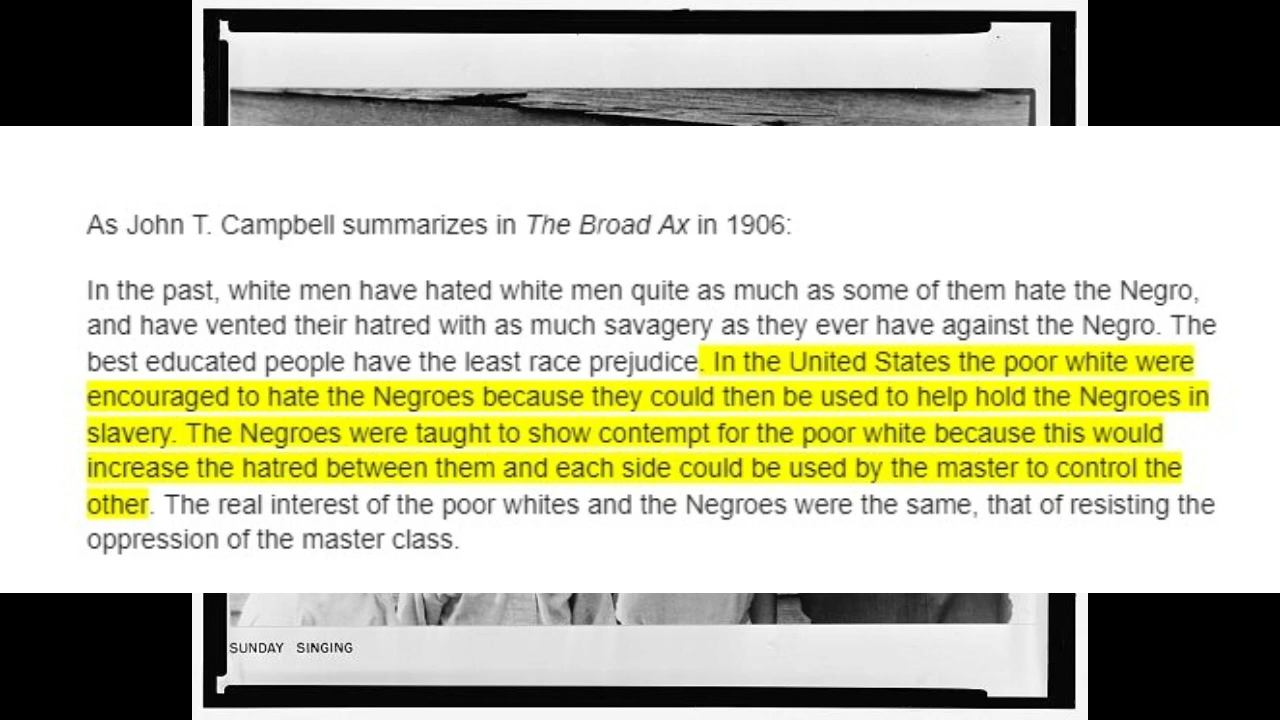 As John T. Campbell summarizes in The Broad Ax in 1906:
In the past, white men have hated white men quite as much as some of them hate the Negro,
and have vented their hatred with as much savagery as they ever have against the Negro. The
best educated people have the least race prejudice. In the United States the poor white were
encouraged to hate the Negroes because they could then be used to help hold the Negroes in
slavery. The Negroes were taught to show contempt for the poor white because this would
increase the hatred between them and each side could be used by the master to control the
other. The real interest of the poor whites and the Negroes were the same, that of resisting the
oppression of the master class.
SUNDAY SINGING